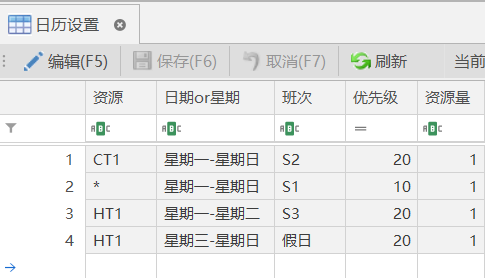 日历设置
编辑(F5) 保存(F6) 取消(F7) 刷新 当前
资源 日期or星期 班次 优先级 资源量
ABC ABC ABC = ABC
1 CT1 星期一-星期日 S2 20 1
2 * 星期一-星期日 S1 10 1
3 HT1 星期一-星期二 S3 20 1
4 HT1 星期三-星期日 假日 20 1